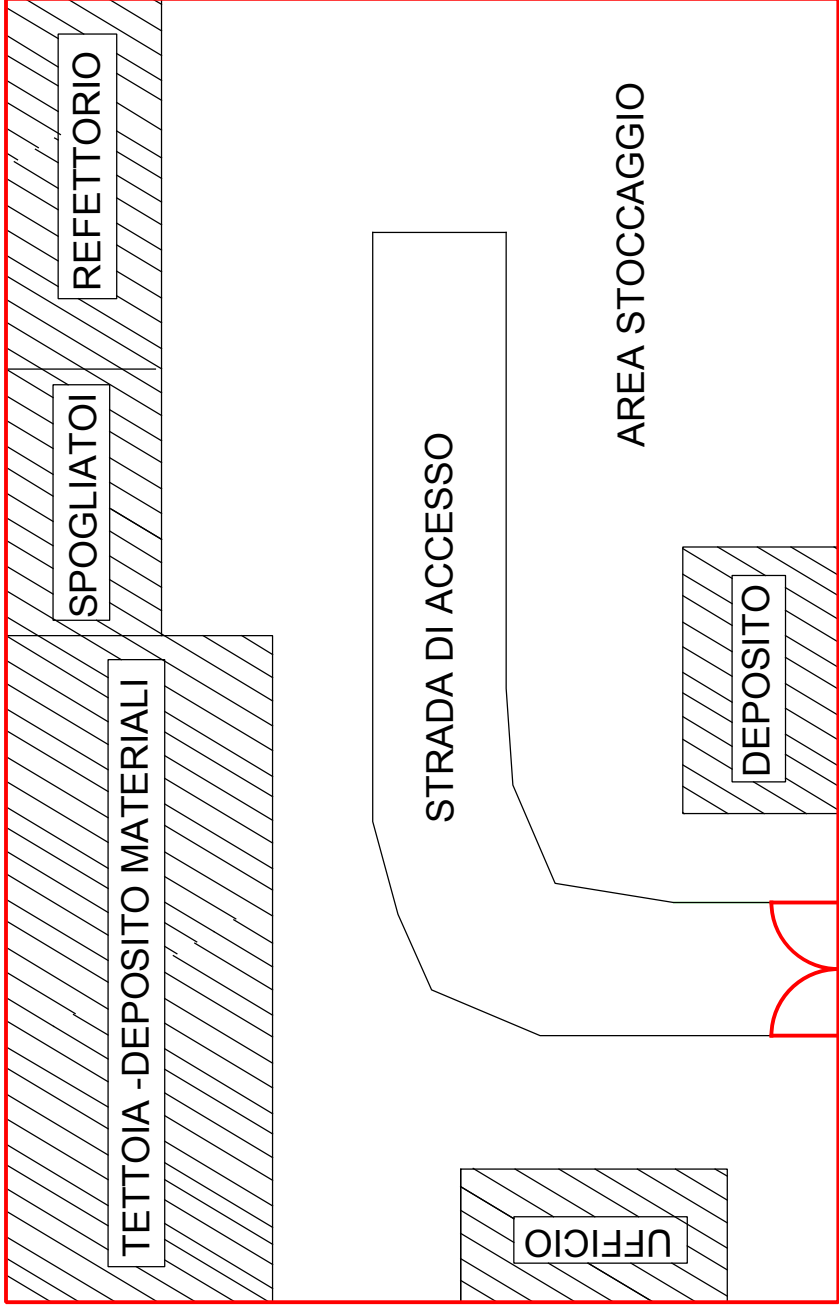 REFETTORIO
SPOGLIATOI
TETTOIA -DEPOSITO MATERIALI
STRADA DI ACCESSO
AREA STOCCAGGIO
DEPOSITO
UFFICIO